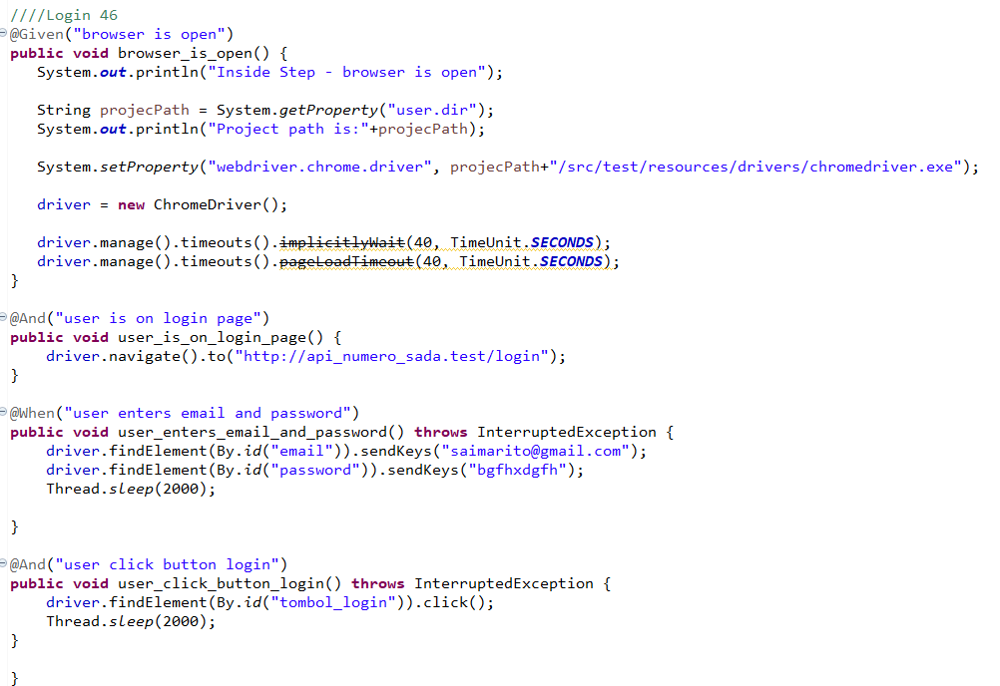 ////Login 46
@Given("browser is open")
public void browser_is_open() {
System.out.println("Inside Step - browser is open");
String projecPath = System.getProperty("user.dir");
System.out.println("Project path is:"+projecPath);
System.setProperty("webdriver.chrome.driver", projecPath+"/src/test/resources/drivers/chromedriver.exe");
driver = new ChromeDriver();
driver.manage().timeouts().implicitlyWait(40, TimeUnit.SECONDS);
driver.manage().timeouts().pageLoadTimeout(40, TimeUnit.SECONDS);
}
@And("user is on login page")
public void user_is_on_login_page() {
driver.navigate().to("http://api_numero_sada.test/login");
}
@When("user enters email and password")
public void user_enters_email_and_password() throws InterruptedException {
driver.findElement(By.id("email")).sendKeys("saimarito@gmail.com");
driver.findElement(By.id("password")).sendKeys("bgfhxdgfh");
Thread.sleep(2000);
}
@And("user click button login")
public void user_click_button_login() throws InterruptedException {
driver.findElement(By.id("tombol_login")).click();
Thread.sleep(2000);
}
}